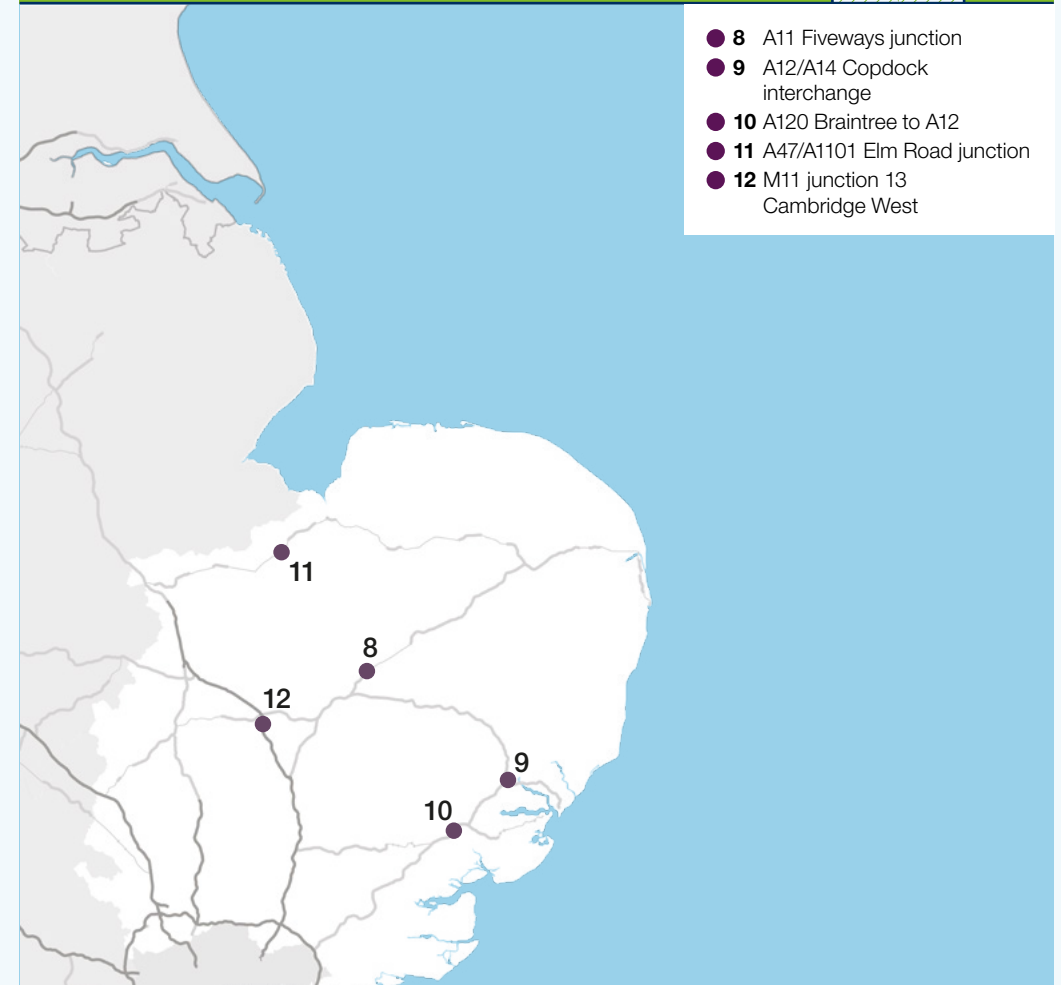 8 A11 Fiveways junction
9 A12/A14 Copdock
interchange
10 A120 Braintree to A12
11 A47/A1101 Elm Road junction
12 M11 junction 13
Cambridge West
11
8
12
9
10